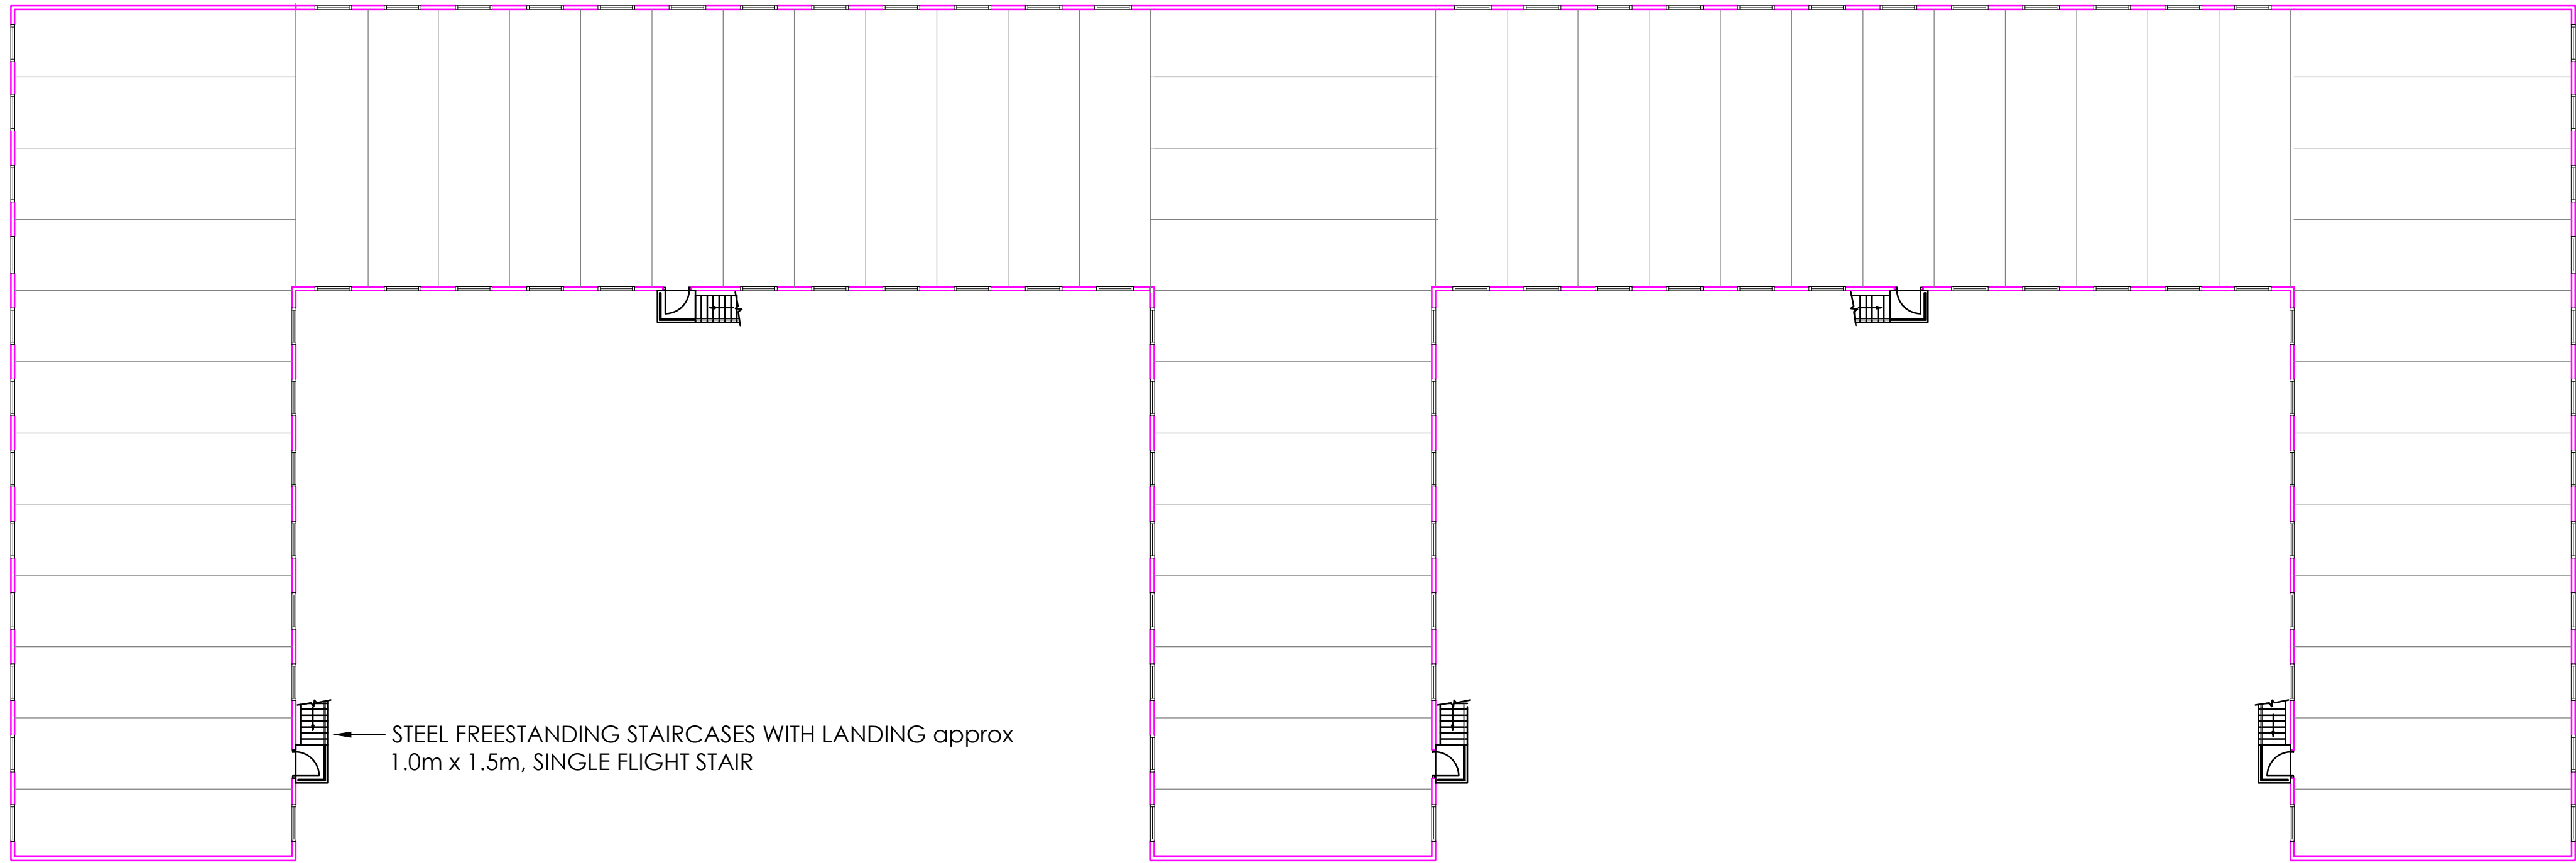 STEEL FREESTANDING STAIRCASES WITH LANDING approx
1.0m x 1.5m, SINGLE FLIGHT STAIR